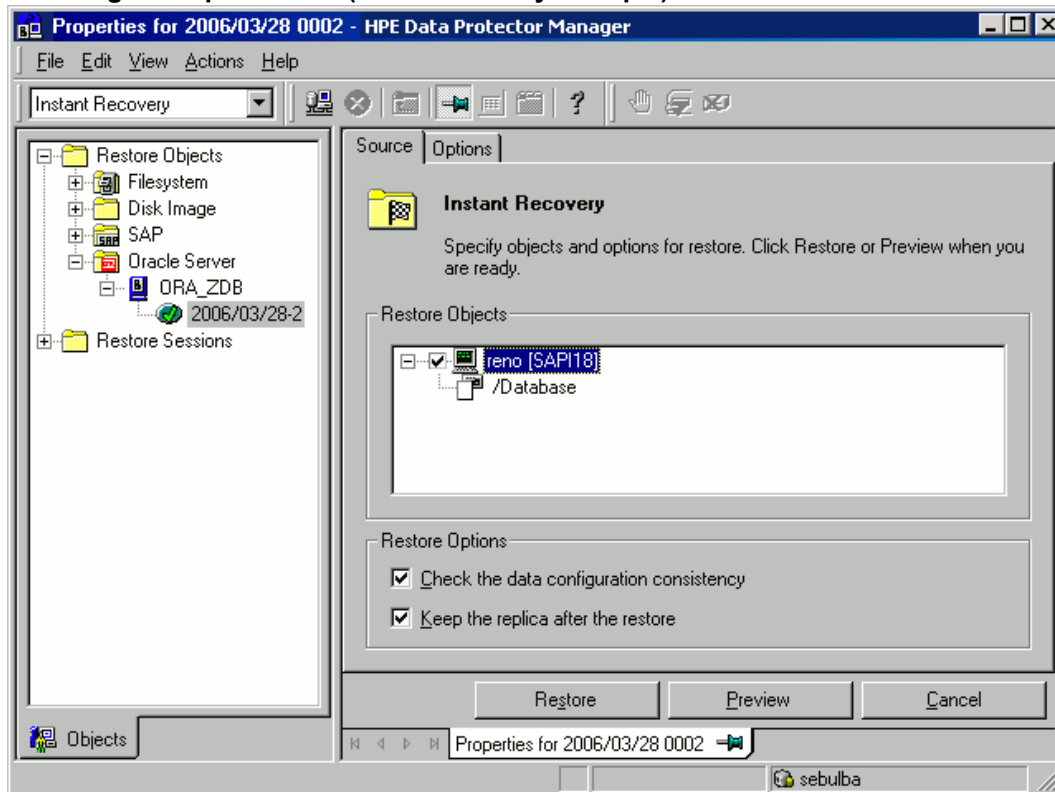 Properties for 2006/03/28 0002 - HPE Data Protector Manager
File Edit View Actions Help
Instant Recovery
Restore Objects
Filesystem
Disk Image
SAP
Oracle Server
ORA_ZDB
2006/03/28-2
Restore Sessions
Objects
Source Options
Instant Recovery
Specify objects and options for restore. Click Restore or Preview when you
are ready.
Restore Objects
reno [SAPI18]
/Database
Restore Options
Check the data configuration consistency
Keep the replica after the restore
Restore Preview Cancel
Properties for 2006/03/28 0002
sebulba